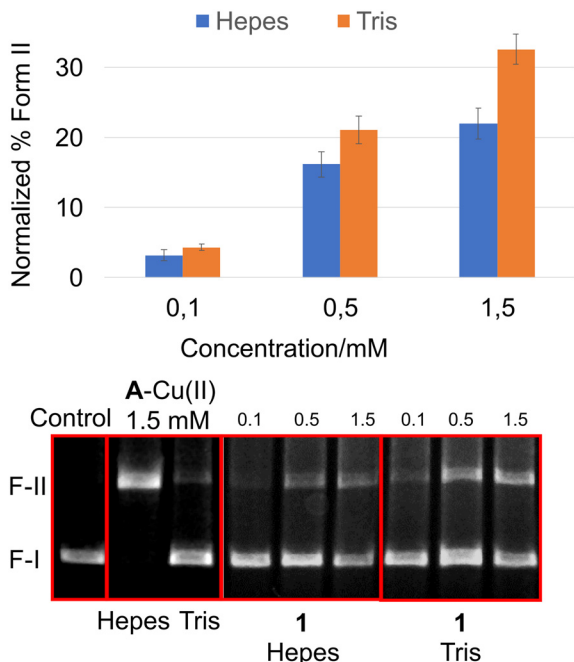 Hepes Tris
Normalized % Form II
30
20
10
0
0,1 0,5 1,5
Concentration/mM
A-Cu(II)
Control 1.5 mM 0.1 0.5 1.5 0.1 0.5 1.5
F-II
F-I
Hepes Tris 1 1
Hepes Tris